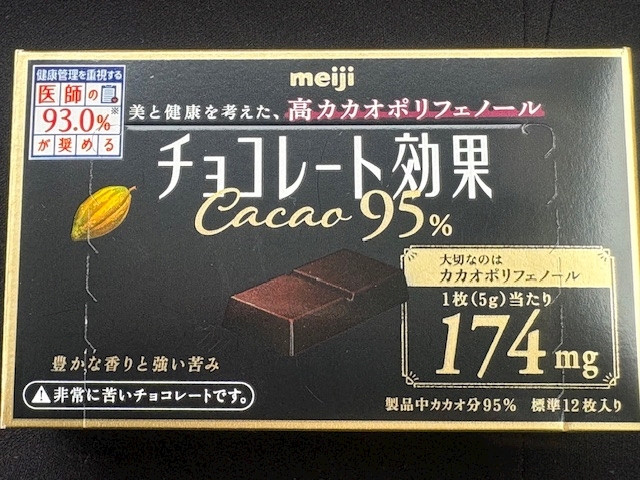 meiji
健康管理を重視する
医師の
93.0%※
が奨める
美と健康を考えた、高カカオポリフェノール
チョコレート効果
Cacao 95%
大切なのは
カカオポリフェノール
1枚(5g)当たり
174mg
豊かな香りと強い苦み
非常に苦いチョコレートです。
製品中カカオ分95% 標準12枚入り